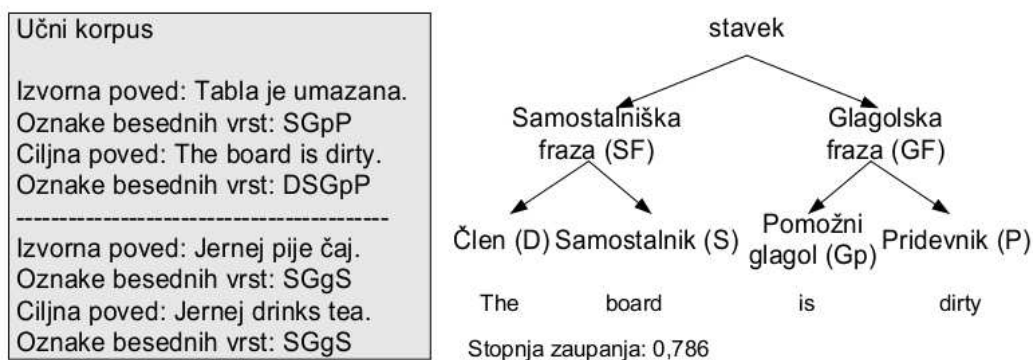 Učni korpus
Izvorna poved: Tabla je umazana.
Oznake besednih vrst: SGpP
Ciljna poved: The board is dirty.
Oznake besednih vrst: DSGpP
-------------------------------------------
Izvorna poved: Jernej pije čaj.
Oznake besednih vrst: SGgS
Ciljna poved: Jernej drinks tea.
Oznake besednih vrst: SGgS
stavek
Samostalniška
fraza (SF)
Glagolska
fraza (GF)
Člen (D)
Samostalnik (S)
Pomožni
glagol (Gp)
Pridevnik (P)
The board is dirty
Stopnja zaupanja: 0,786